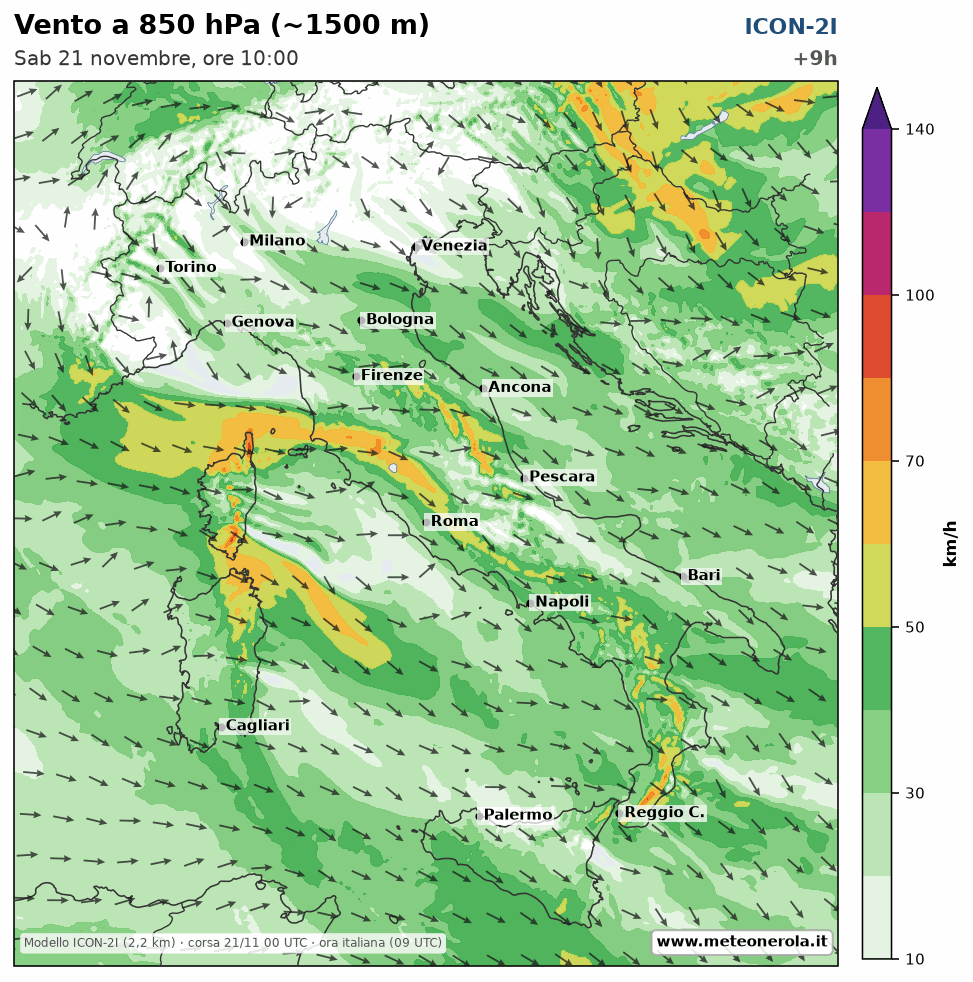 Vento a 850 hPa (~1500 m)
ICON-2I
Sab 21 novembre, ore 10:00
+9h
140
Milano
Venezia
Torino
100
Genova
Bologna
Firenze
Ancona
70
Pescara
Roma
km/h
Bari
Napoli
50
Cagliari
30
Palermo
Reggio C.
Modello ICON-2I (2,2 km) · corsa 21/11 00 UTC · ora italiana (09 UTC)
www.meteonerola.it
10